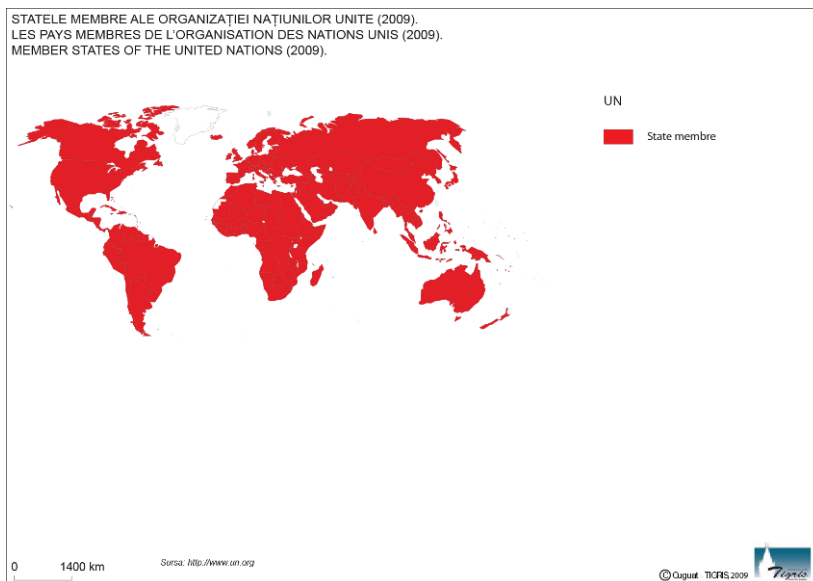 STATELE MEMBRE ALE ORGANIZAȚIEI NAȚIUNILOR UNITE (2009).
LES PAYS MEMBRES DE L'ORGANISATION DES NATIONS UNIS (2009).
MEMBER STATES OF THE UNITED NATIONS (2009).
UN
State membre
0 1400 km
Sursa: http://www.un.org
© Cuguat - TIGRIS, 2009
Tigris